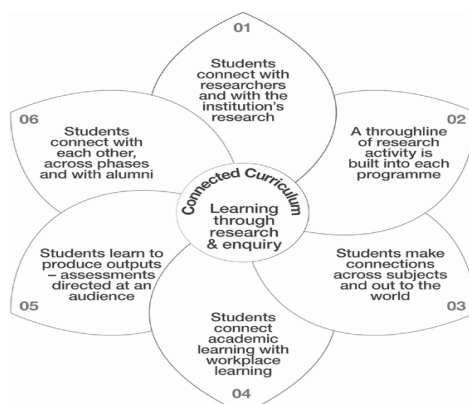 01
Students
connect with
researchers
and with the
institution's
research
02
A throughline
of research
activity is
built into each
programme
Students make
connections
across subjects
and out to the
world
03
Students
connect
academic
learning with
workplace
learning
04
Students learn to
produce outputs
– assessments
directed at an
audience
05
06
Students
connect with
each other,
across phases
and with alumni
Connected Curriculum
Learning
through
research
& enquiry